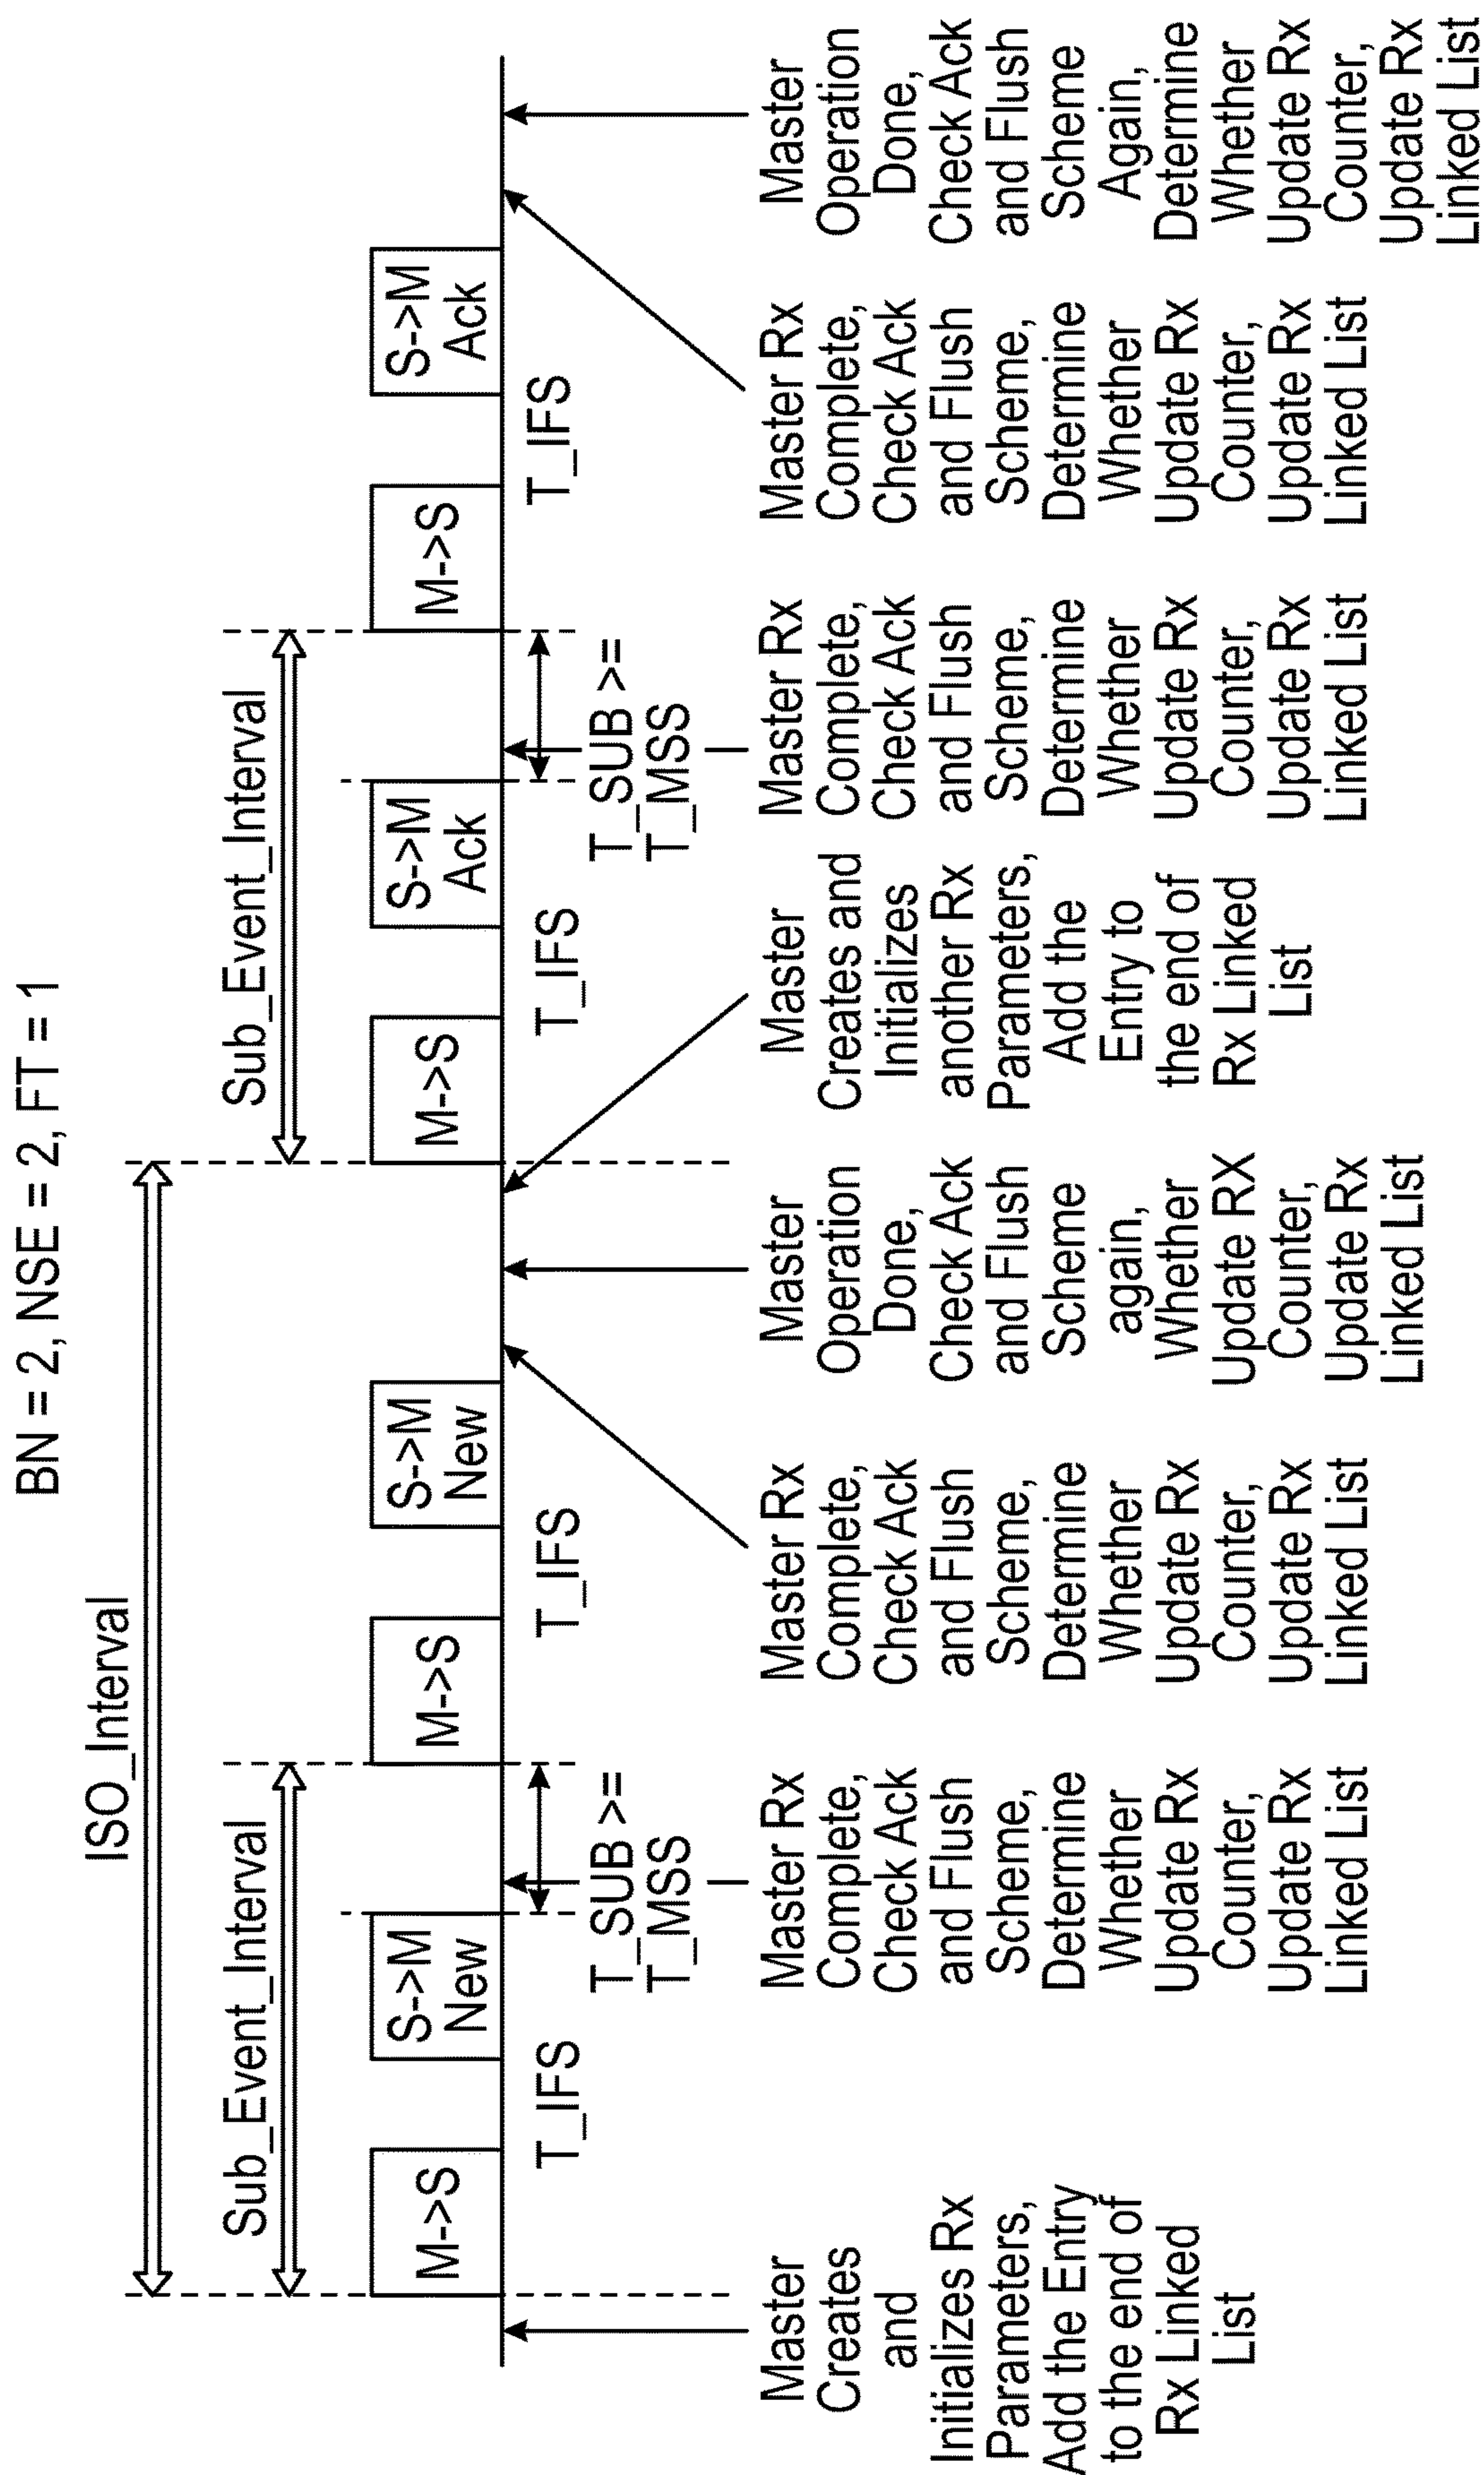 BN = 2, NSE = 2, FT = 1
ISO_Interval
Sub_Event_Interval
Sub_Event_Interval
M->S
S->M
New
M->S
S->M
New
M->S
S->M
Ack
M->S
S->M
Ack
T_IFS
T_SUB >=
T_MSS
T_IFS
T_IFS
T_SUB >=
T_MSS
T_IFS
Master
Creates
and
Initializes Rx
Parameters,
Add the Entry
to the end of
Rx Linked
List
Master Rx
Complete,
Check Ack
and Flush
Scheme,
Determine
Whether
Update Rx
Counter,
Update Rx
Linked List
Master Rx
Complete,
Check Ack
and Flush
Scheme,
Determine
Whether
Update Rx
Counter,
Update Rx
Linked List
Master
Operation
Done,
Check Ack
and Flush
Scheme
again,
Whether
Update RX
Counter,
Update Rx
Linked List
Master
Creates and
Initializes
another Rx
Parameters,
Add the
Entry to
the end of
Rx Linked
List
Master Rx
Complete,
Check Ack
and Flush
Scheme,
Determine
Whether
Update Rx
Counter,
Update Rx
Linked List
Master Rx
Complete,
Check Ack
and Flush
Scheme,
Determine
Whether
Update Rx
Counter,
Update Rx
Linked List
Master
Operation
Done,
Check Ack
and Flush
Scheme
Again,
Determine
Whether
Update Rx
Counter,
Update Rx
Linked List